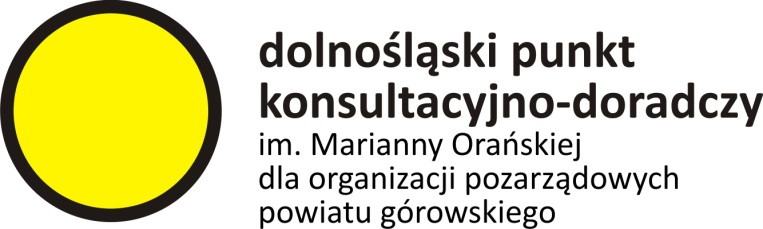 dolnośląski punkt
konsultacyjno-doradczy
im. Marianny Orańskiej
dla organizacji pozarządowych
powiatu górowskiego